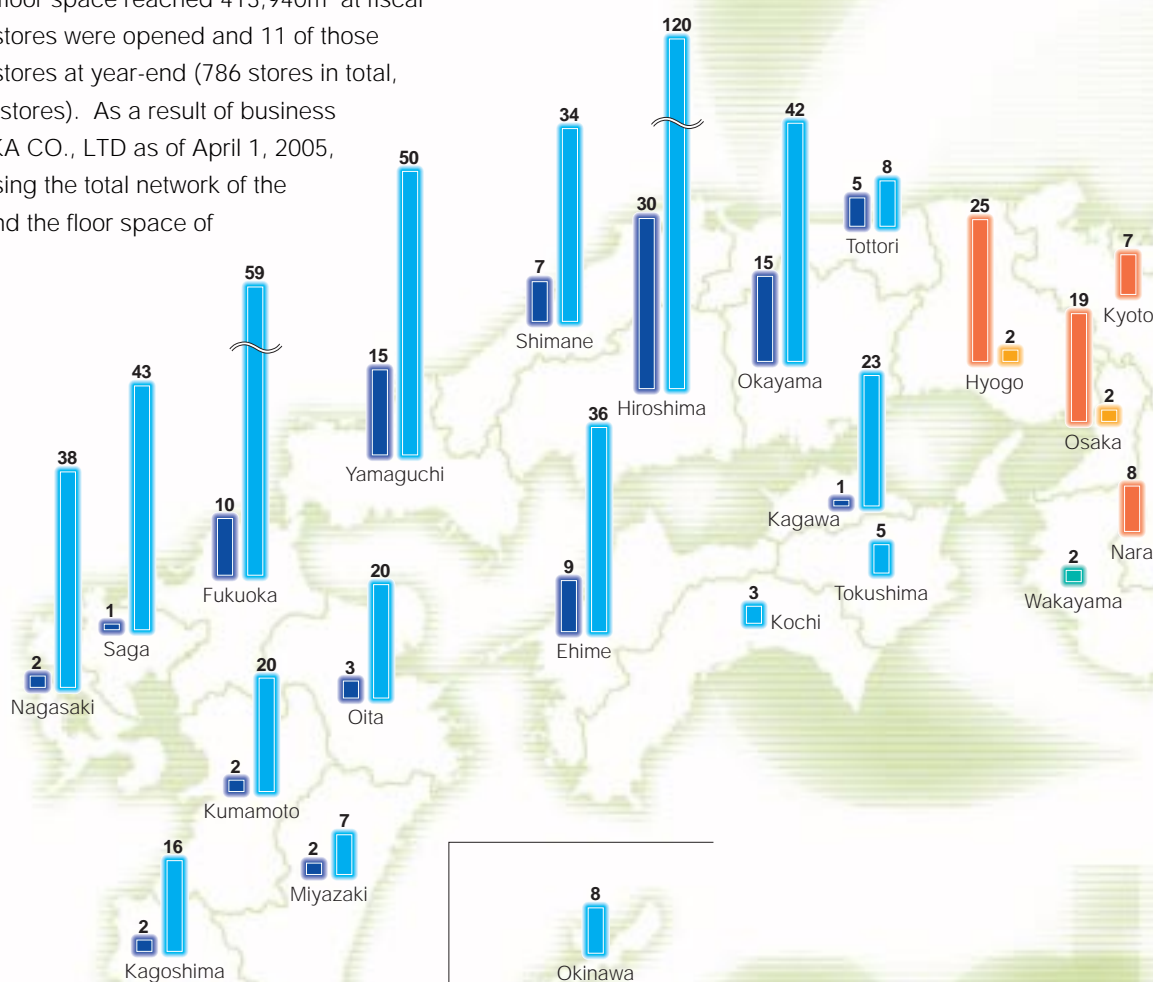 floor space reached 413,940m² at fiscal
stores were opened and 11 of those
stores at year-end (786 stores in total,
stores). As a result of business
KA CO., LTD as of April 1, 2005,
sing the total network of the
nd the floor space of
120
34
42
50
5
8
30
25
Tottori
7
59
7
15
19
2
Kyoto
Shimane
15
43
23
Okayama
Hyogo
Hiroshima
2
36
Osaka
38
Yamaguchi
8
1
10
Kagawa
5
Nara
9
2
20
Fukuoka
3
Tokushima
Wakayama
1
Kochi
Saga
Ehime
2
20
3
Nagasaki
Oita
2
Kumamoto
7
16
2
Miyazaki
8
2
Kagoshima
Okinawa